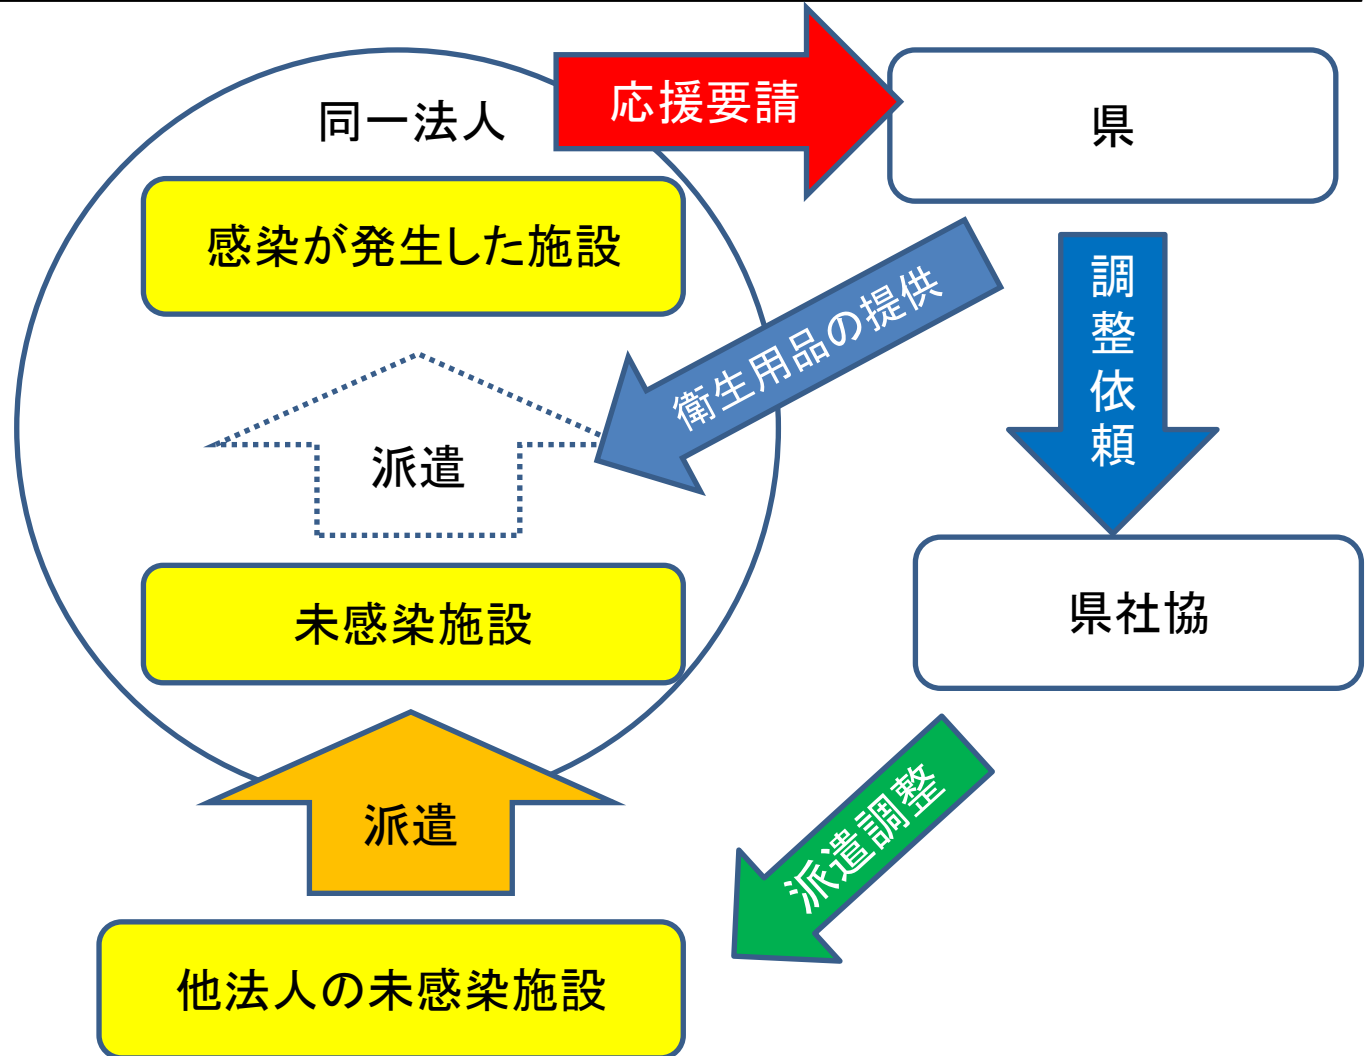 同一法人
応援要請
県
感染が発生した施設
衛生用品の提供
調整依頼
派遣
未感染施設
県社協
派遣
派遣調整
他法人の未感染施設